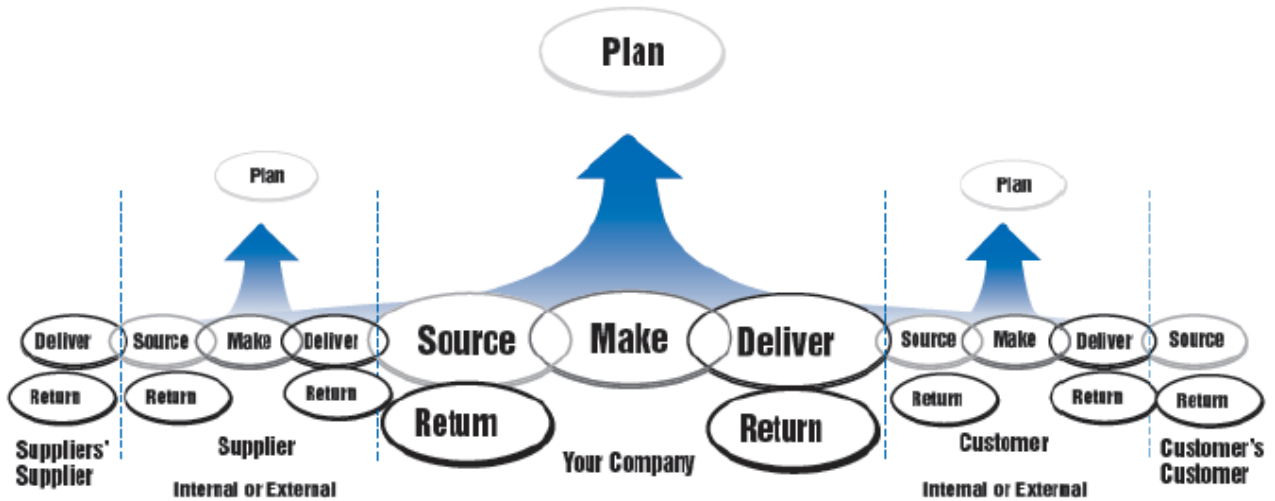 Plan
Plan
Plan
Deliver
Source
Make
Deliver
Source
Make
Deliver
Source
Make
Deliver
Source
Return
Return
Return
Return
Return
Return
Return
Return
Suppliers'
Supplier
Supplier
Your Company
Customer
Customer's
Customer
Internal or External
Internal or External